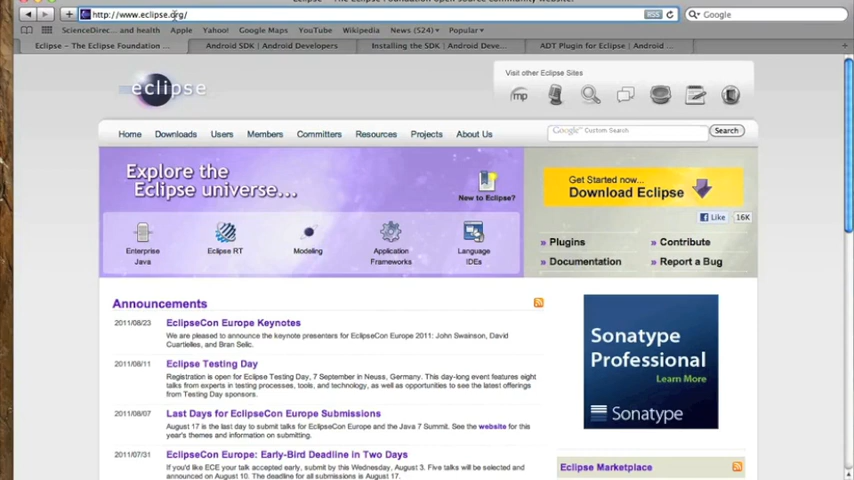 http://www.eclipse.org/
RSS
Google
ScienceDirec... and health
Apple
Yahoo!
Google Maps
YouTube
Wikipedia
News (524)
Popular
Eclipse – The Eclipse Foundation ...
Android SDK | Android Developers
Installing the SDK | Android Deve...
ADT Plugin for Eclipse | Android ...
eclipse
Visit other Eclipse Sites
mp
Home
Downloads
Users
Members
Committers
Resources
Projects
About Us
Google Custom Search
Search
Explore the
Eclipse universe...
New to Eclipse?
Get Started now...
Download Eclipse
Like
16K
Enterprise
Java
Eclipse RT
Modeling
Application
Frameworks
Language
IDEs
» Plugins
» Contribute
» Documentation
» Report a Bug
Announcements
2011/08/23
EclipseCon Europe Keynotes
We are pleased to announce the keynote presenters for EclipseCon Europe 2011: John Swainson, David
Cuartielles, and Bran Selic.
2011/08/11
Eclipse Testing Day
Registration is open for Eclipse Testing Day, 7 September in Neuss, Germany. This day-long event features eight
talks from experts in testing processes, tools, and technology, as well as opportunities to see the latest offerings
from Testing Day sponsors.
2011/08/07
Last Days for EclipseCon Europe Submissions
August 17 is the last day to submit talks for EclipseCon Europe and the Java 7 Summit. See the website for this
year's themes and information on submitting.
2011/07/31
EclipseCon Europe: Early-Bird Deadline in Two Days
If you'd like ECE your talk accepted early, submit by this Wednesday, August 3. Five talks will be selected and
announced on August 10. The deadline for all submissions is August 17.
Sonatype
Professional
Learn More
Sonatype
Eclipse Marketplace